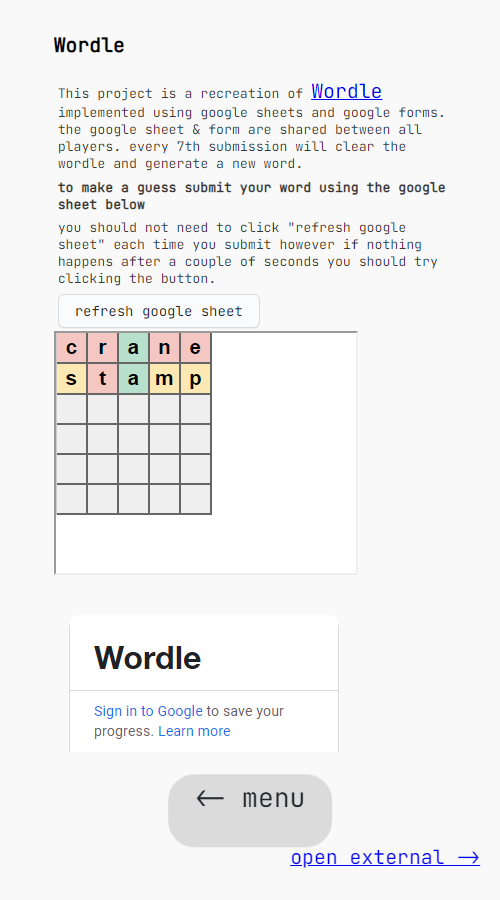 Wordle
This project is a recreation of Wordle
implemented using google sheets and google forms.
the google sheet & form are shared between all
players. every 7th submission will clear the
wordle and generate a new word.
to make a guess submit your word using the google
sheet below
you should not need to click "refresh google
sheet" each time you submit however if nothing
happens after a couple of seconds you should try
clicking the button.
refresh google sheet
c r a n e
s t a m p
Wordle
Sign in to Google to save your
progress. Learn more
← menu
open external →